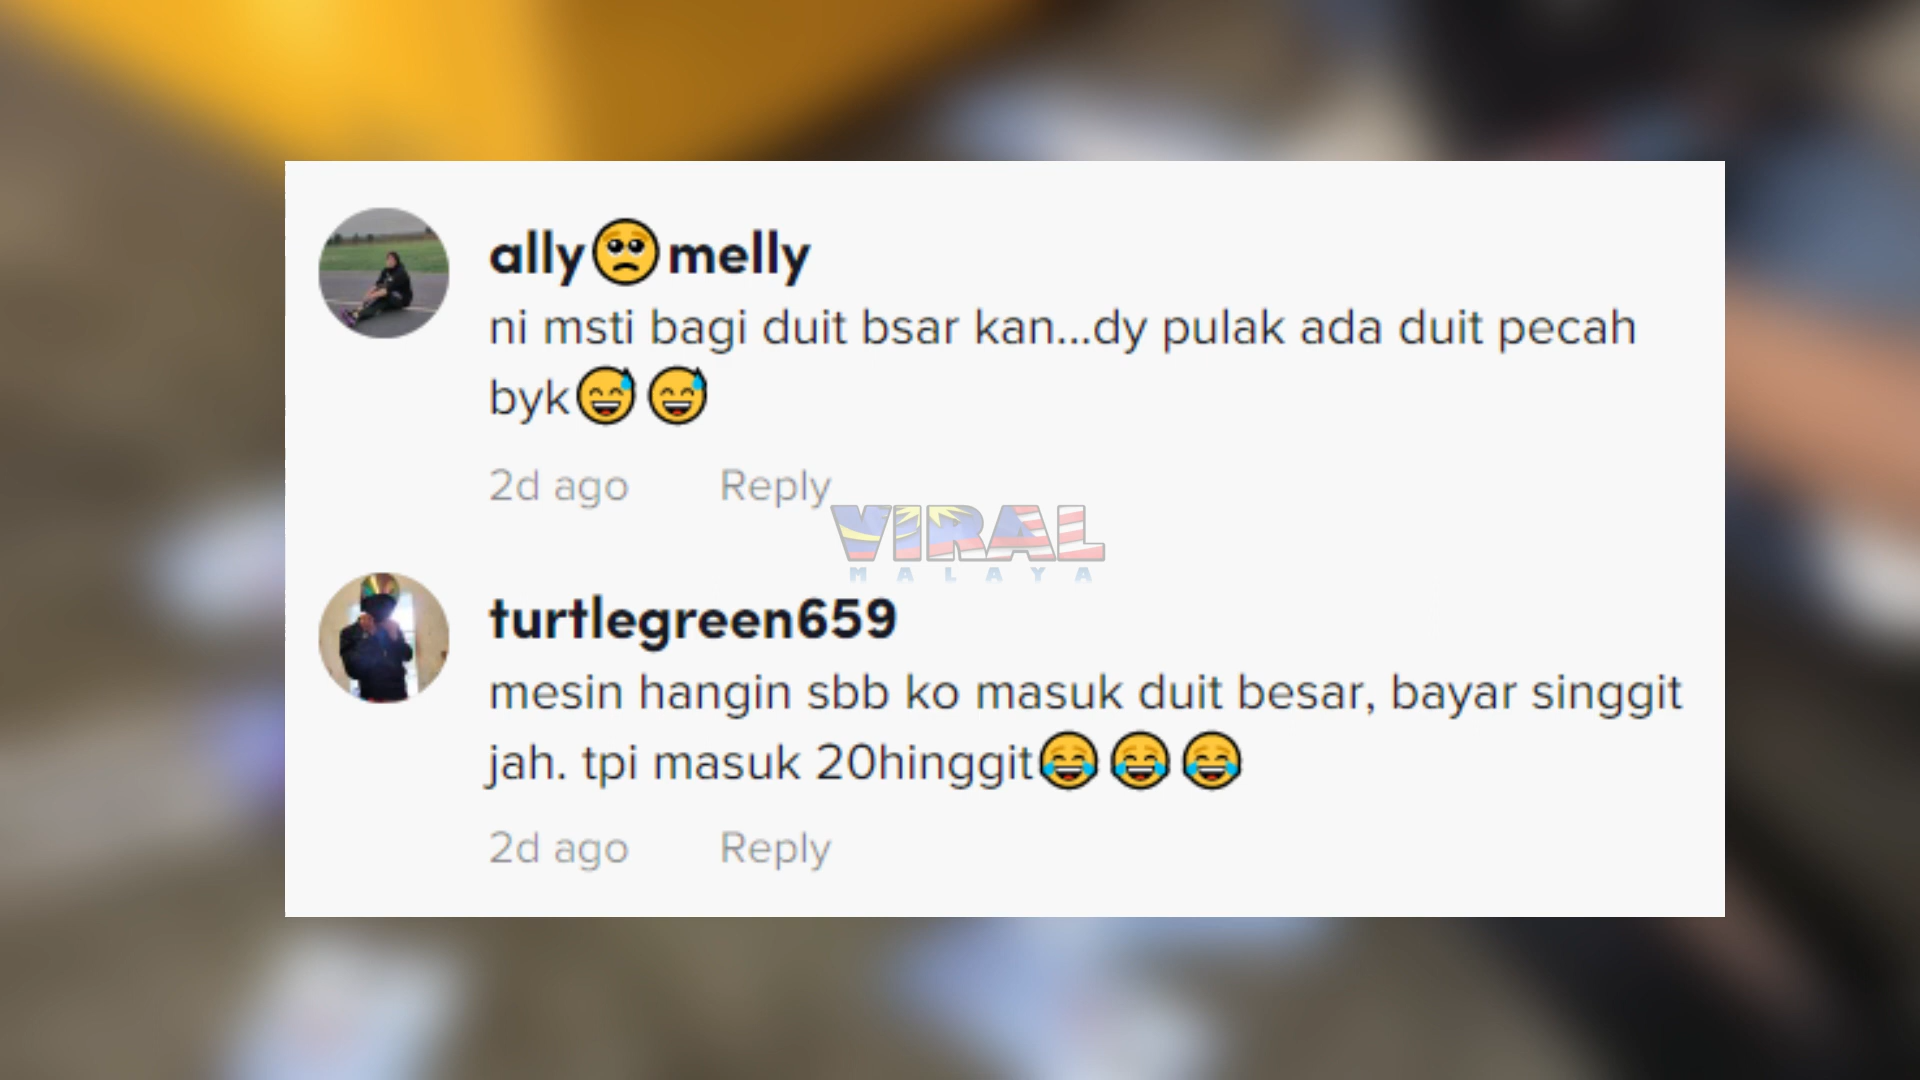 ally🥺melly
ni msti bagi duit bsar kan...dy pulak ada duit pecah
byk😅😅
2d ago Reply
VIRAL
MALAYA
turtlegreen659
mesin hangin sbb ko masuk duit besar, bayar singgit
jah. tpi masuk 20hinggit😂😂😂
2d ago Reply